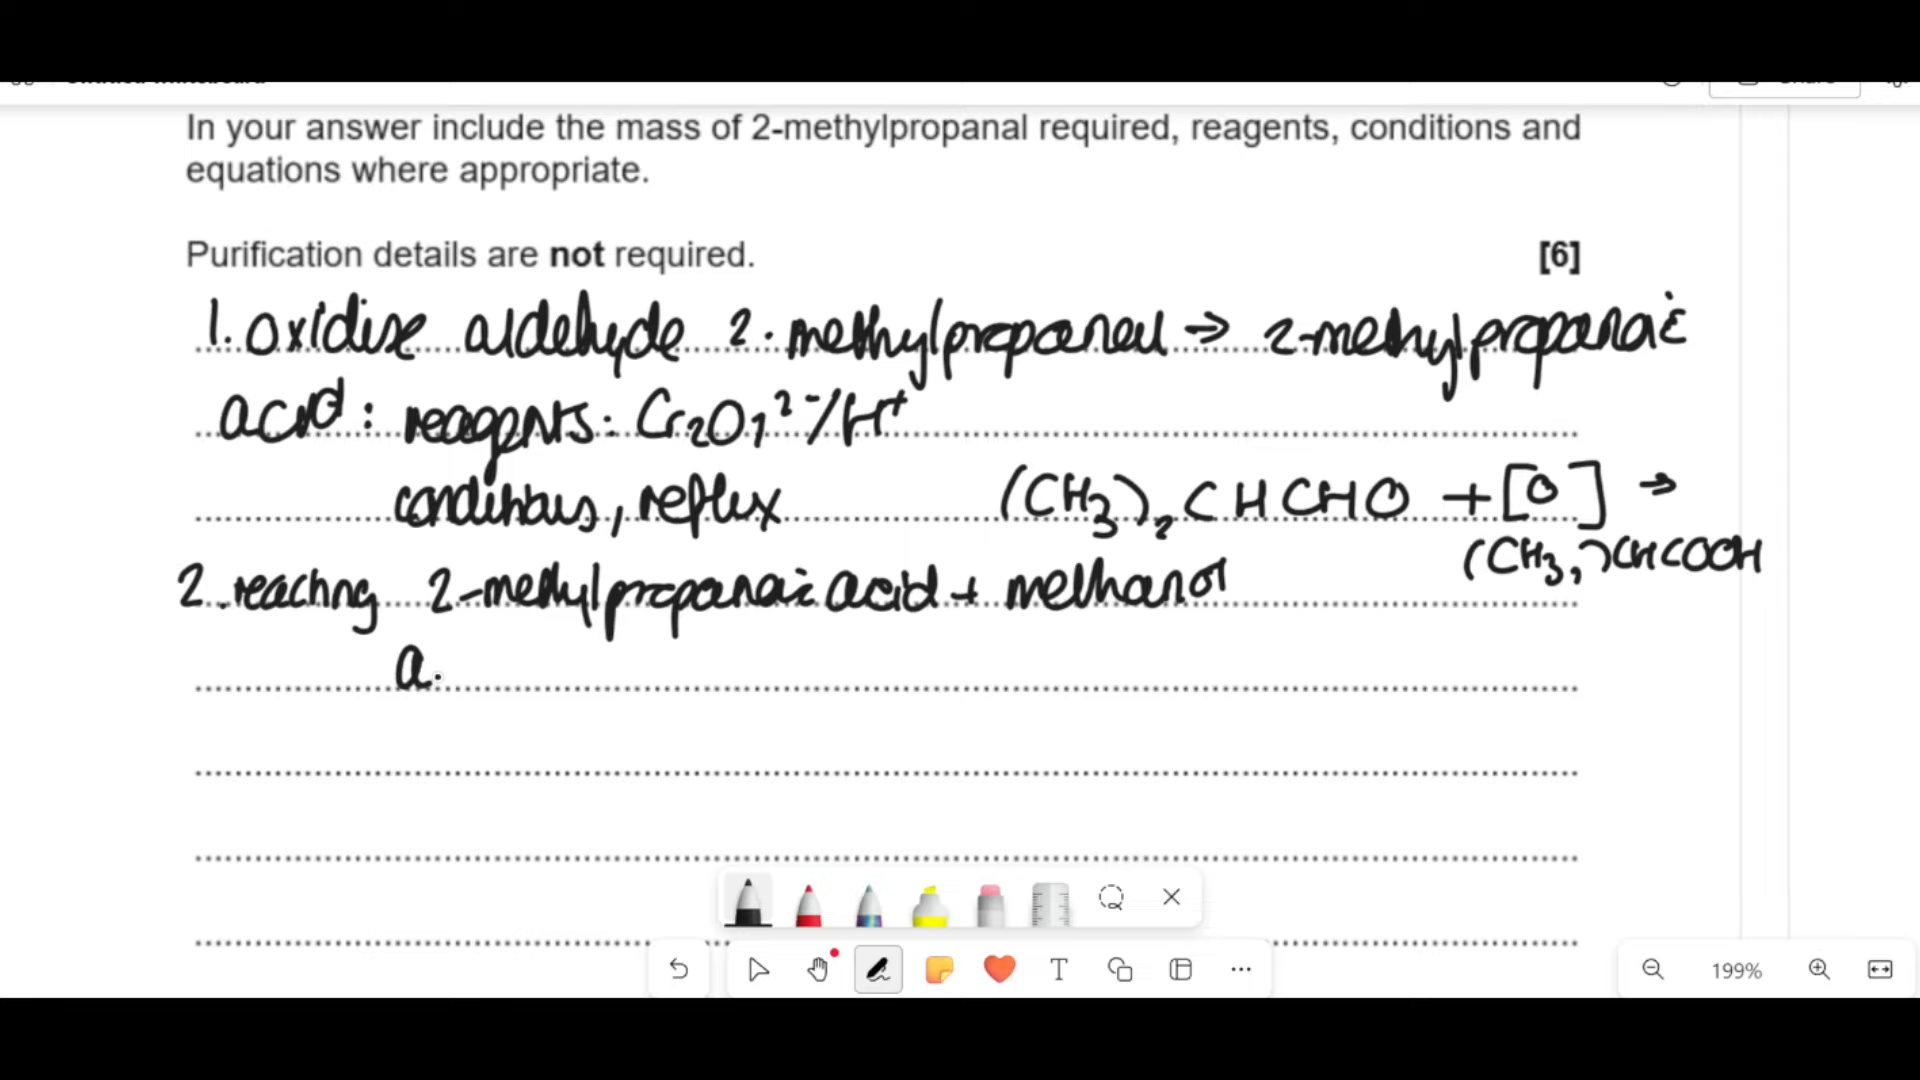 In your answer include the mass of 2-methylpropanal required, reagents, conditions and
equations where appropriate.
Purification details are not required. [6]
1. oxidise aldehyde 2-methylpropanal → 2-methylpropanoic
acid: reagents: Cr₂O₇²⁻/H⁺
conditions, reflux (CH₃)₂CHCHO + [O] →
(CH₃)₂CHCOOH
2. reacting 2-methylpropanoic acid + methanol
a.
199%